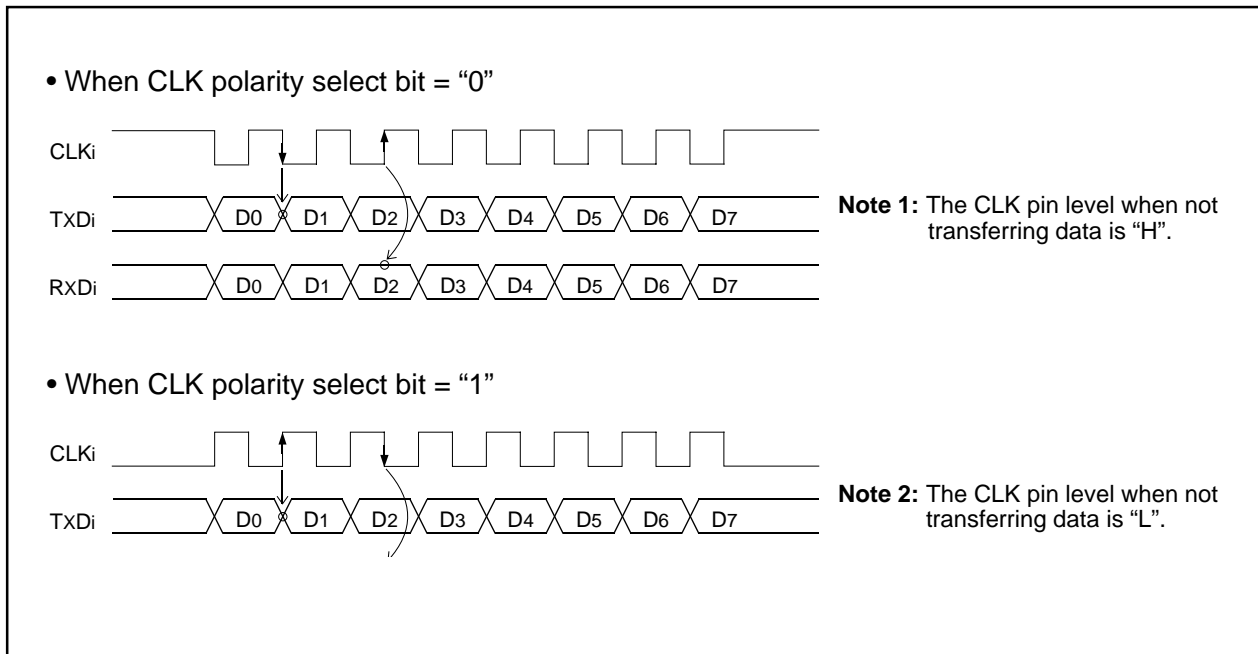 • When CLK polarity select bit = “0”
CLKi
TXDi
D0 D1 D2 D3 D4 D5 D6 D7
RXDi
D0 D1 D2 D3 D4 D5 D6 D7
Note 1: The CLK pin level when not
transferring data is “H”.
• When CLK polarity select bit = “1”
CLKi
TXDi
D0 D1 D2 D3 D4 D5 D6 D7
Note 2: The CLK pin level when not
transferring data is “L”.